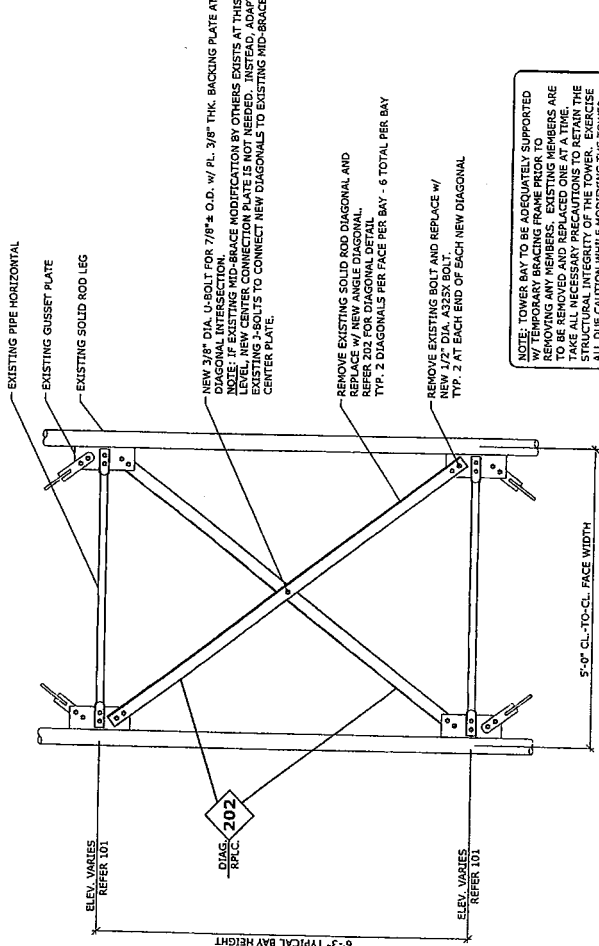 EXISTING PIPE HORIZONTAL
EXISTING GUSSET PLATE
EXISTING SOLID ROD LEG
NEW 3/8" DIA. U-BOLT FOR 7/8"± O.D. w/ PL. 3/8" THK. BACKING PLATE AT
DIAGONAL INTERSECTION.
NOTE: IF EXISTING MID-BRACE MODIFICATION BY OTHERS EXISTS AT THIS
LEVEL, NEW CENTER CONNECTION PLATE IS NOT NEEDED. INSTEAD, ADAPT
EXISTING J-BOLTS TO CONNECT NEW DIAGONALS TO EXISTING MID-BRACE
CENTER PLATE.
REMOVE EXISTING SOLID ROD DIAGONAL AND
REPLACE w/ NEW ANGLE DIAGONAL.
REFER 202 FOR DIAGONAL DETAIL
TYP. 2 DIAGONALS PER FACE PER BAY - 6 TOTAL PER BAY
REMOVE EXISTING BOLT AND REPLACE w/
NEW 1/2" DIA. A325X BOLT.
TYP. 2 AT EACH END OF EACH NEW DIAGONAL
NOTE: TOWER BAY TO BE ADEQUATELY SUPPORTED
W/ TEMPORARY BRACING FRAME PRIOR TO
REMOVING ANY MEMBERS. EXISTING MEMBERS ARE
TO BE REMOVED AND REPLACED ONE AT A TIME.
TAKE ALL NECESSARY PRECAUTIONS TO RETAIN THE
STRUCTURAL INTEGRITY OF THE TOWER. EXERCISE
ELEV. VARIES
REFER 101
DIAG.
RPLC.
202
ELEV. VARIES
REFER 101
6'-3" TYPICAL BAY HEIGHT
5'-0" CL.-TO-CL. FACE WIDTH